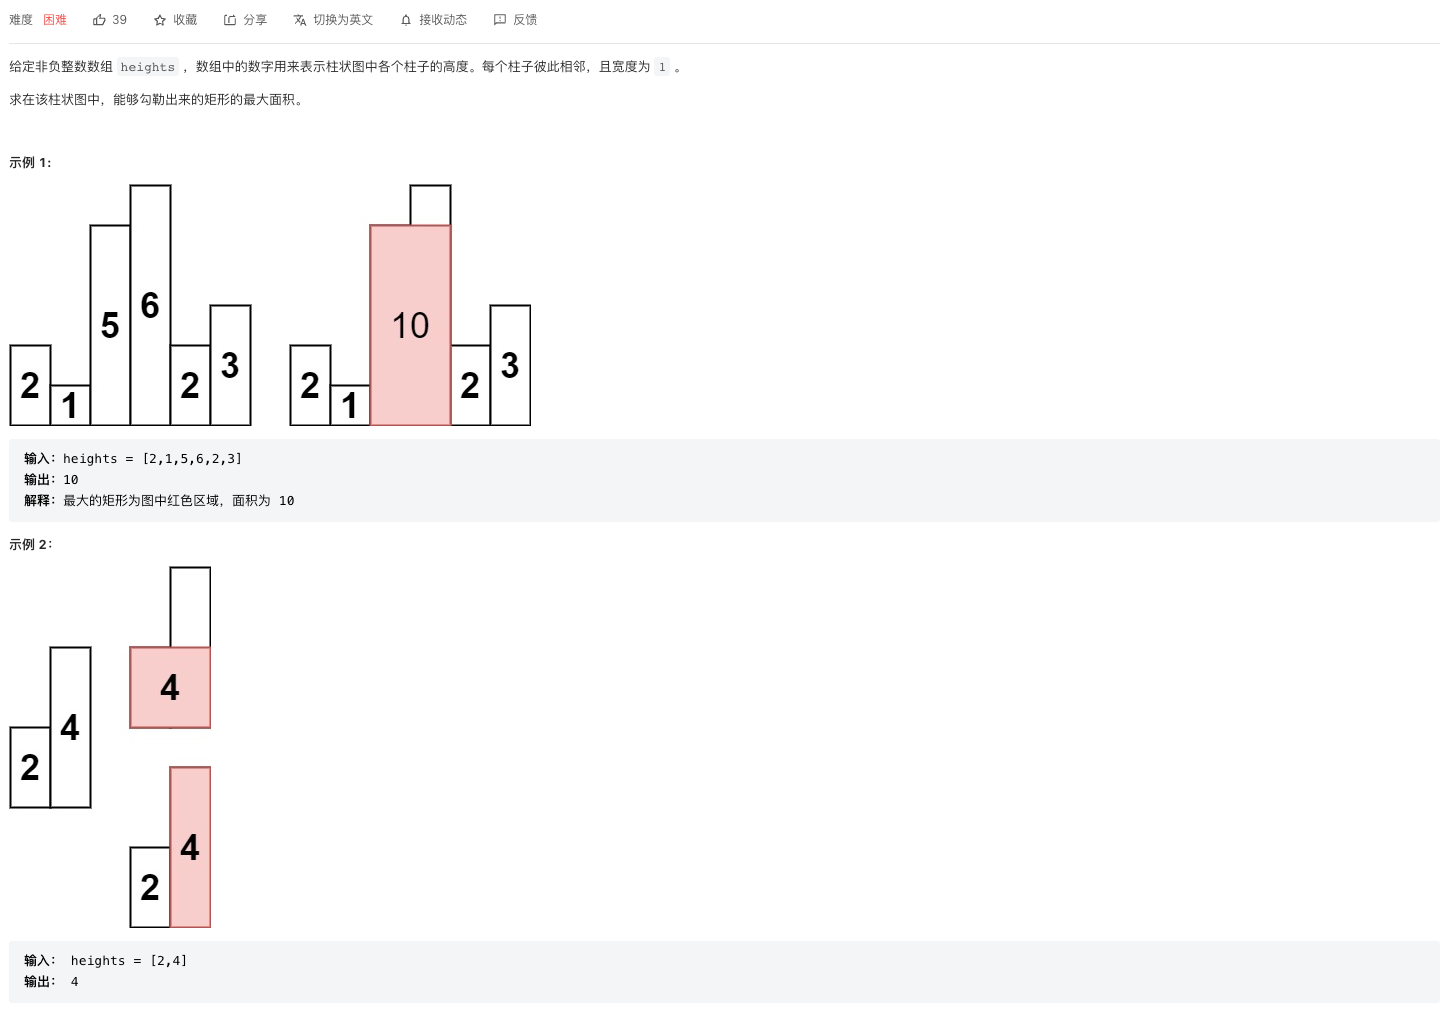 难度 困难 39 收藏 分享 切换为英文 接收动态 反馈
给定非负整数数组 heights ，数组中的数字用来表示柱状图中各个柱子的高度。每个柱子彼此相邻，且宽度为 1 。
求在该柱状图中，能够勾勒出来的矩形的最大面积。
示例 1:
2 1 5 6 2 3
2 1 10 2 3
输入：heights = [2,1,5,6,2,3]
输出：10
解释：最大的矩形为图中红色区域，面积为 10
示例 2：
2 4
4
2 4
输入： heights = [2,4]
输出： 4